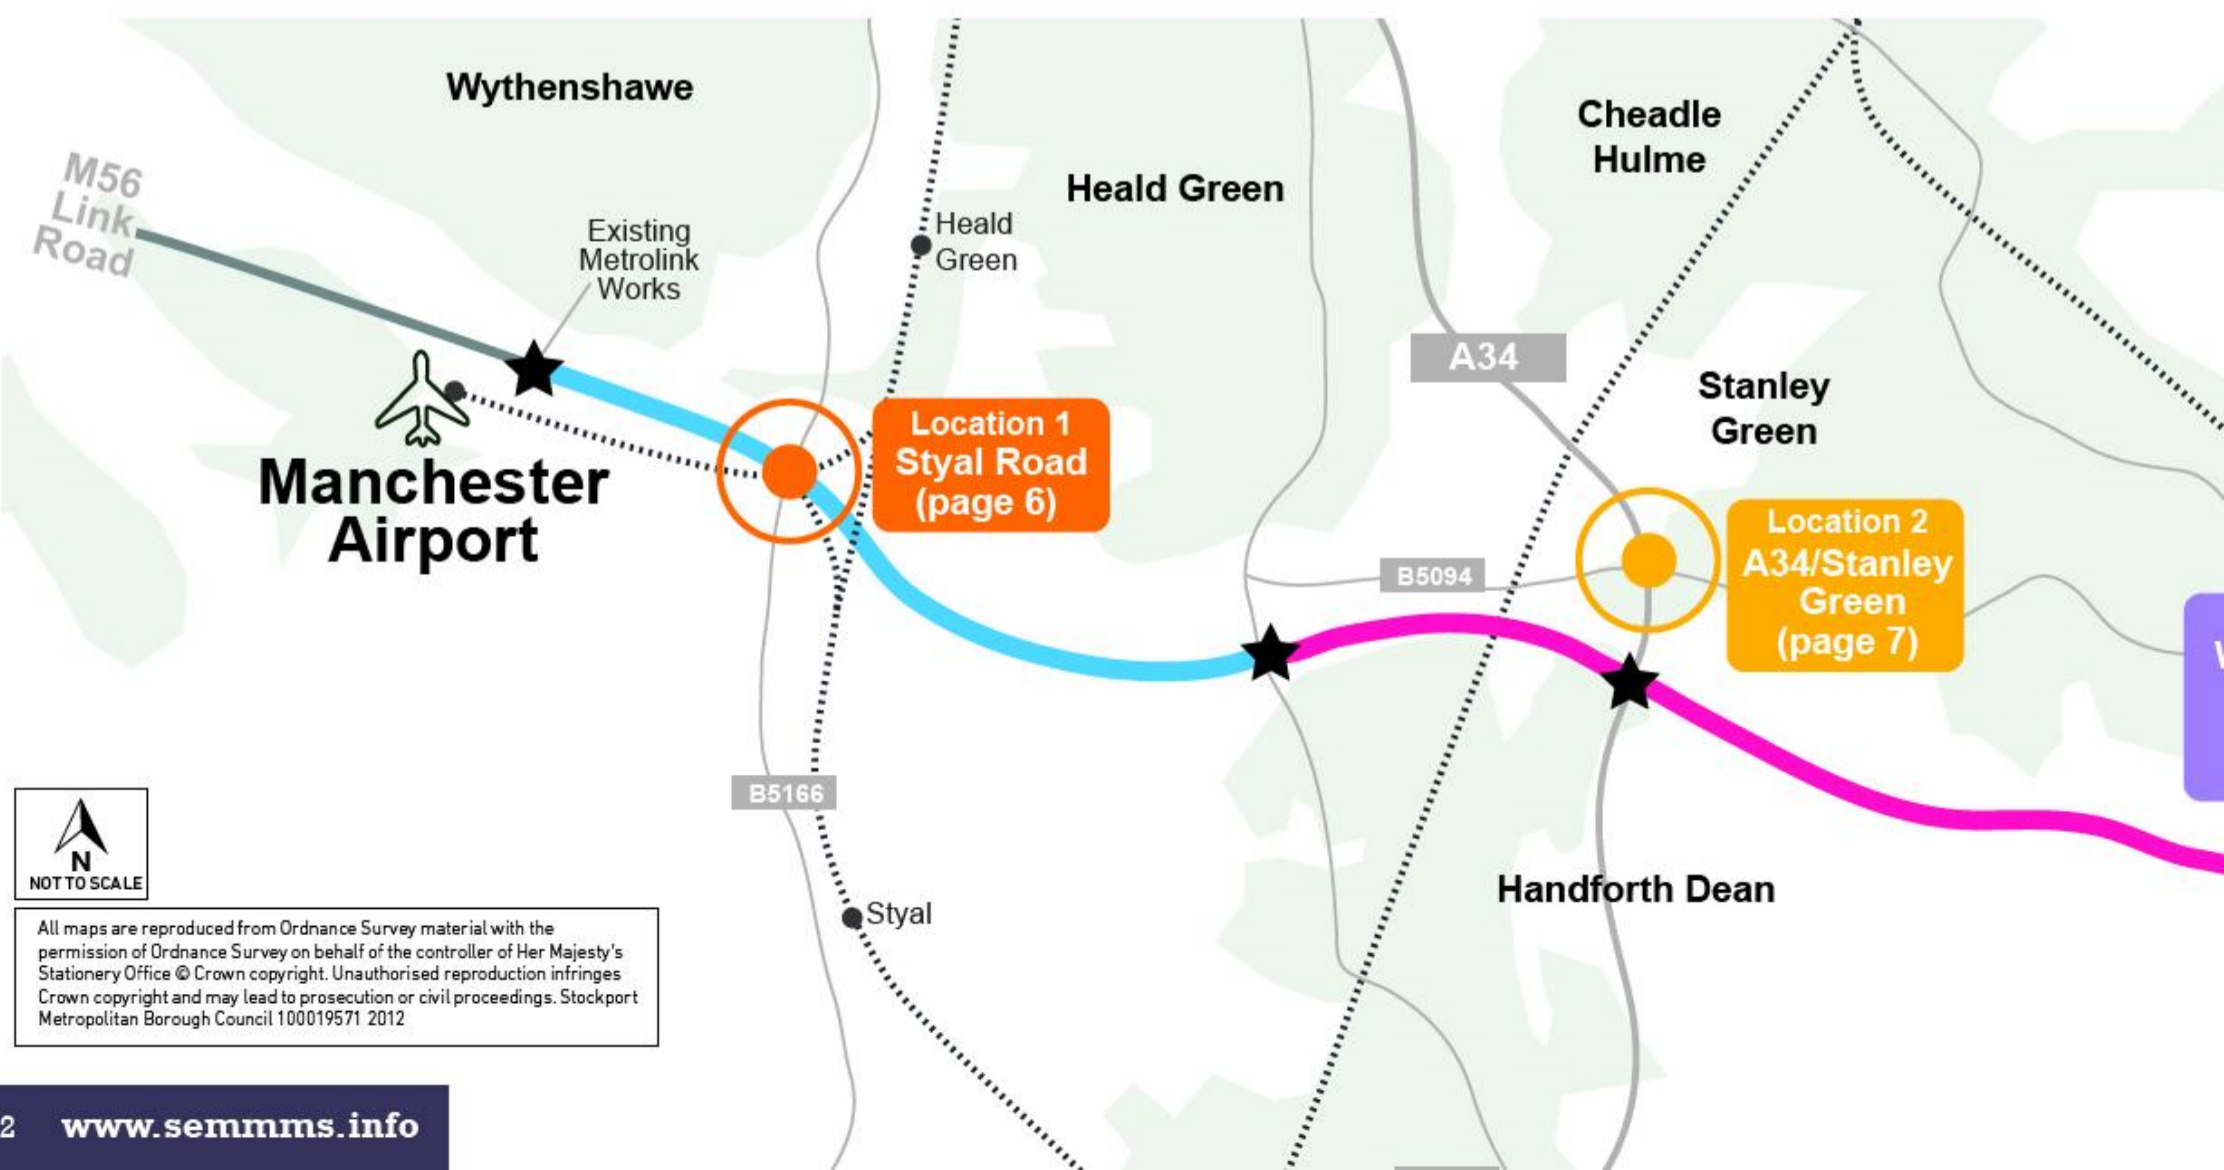 Wythenshawe
Cheadle
Hulme
M56
Link
Road
Heald Green
Existing
Metrolink
Works
Heald
Green
A34
Stanley
Green
Manchester
Airport
Location 1
Styal Road
(page 6)
Location 2
A34/Stanley
Green
(page 7)
B5094
B5166
Handforth Dean
Styal
N
NOT TO SCALE
All maps are reproduced from Ordnance Survey material with the
permission of Ordnance Survey on behalf of the controller of Her Majesty's
Stationery Office © Crown copyright. Unauthorised reproduction infringes
Crown copyright and may lead to prosecution or civil proceedings. Stockport
Metropolitan Borough Council 100019571 2012
2 www.semmms.info